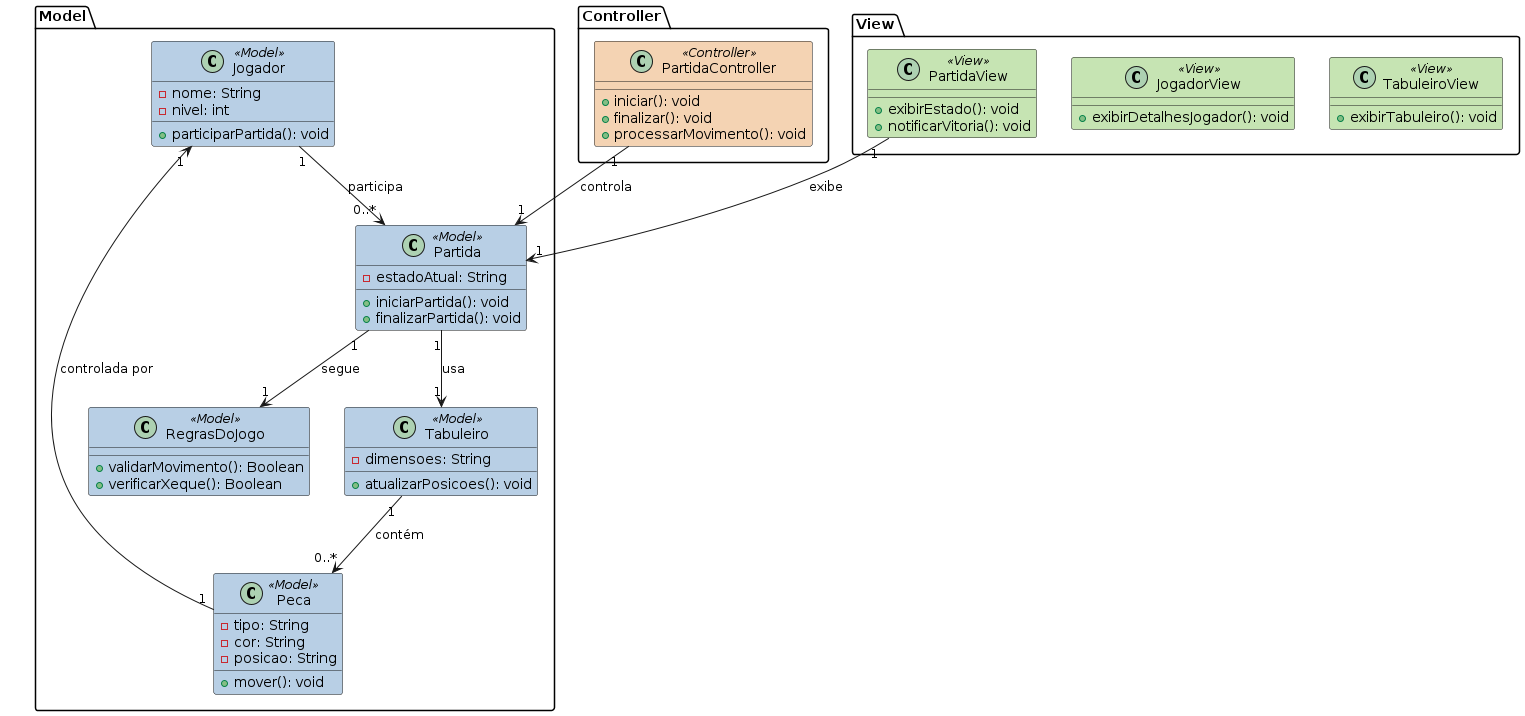 Model
Controller
View
C
«Model»
Jogador
nome: String
nivel: int
participarPartida(): void
C
«Controller»
PartidaController
iniciar(): void
finalizar(): void
processarMovimento(): void
C
«View»
PartidaView
exibirEstado(): void
notificarVitoria(): void
C
«View»
JogadorView
exibirDetalhesJogador(): void
C
«View»
TabuleiroView
exibirTabuleiro(): void
1
1
participa
0..*
1
controla
1
1
exibe
1
C
«Model»
Partida
estadoAtual: String
iniciarPartida(): void
finalizarPartida(): void
controlada por
1
segue
1
1
usa
1
C
«Model»
RegrasDoJogo
validarMovimento(): Boolean
verificarXeque(): Boolean
C
«Model»
Tabuleiro
dimensoes: String
atualizarPosicoes(): void
1
contém
0..*
1
C
«Model»
Peca
tipo: String
cor: String
posicao: String
mover(): void